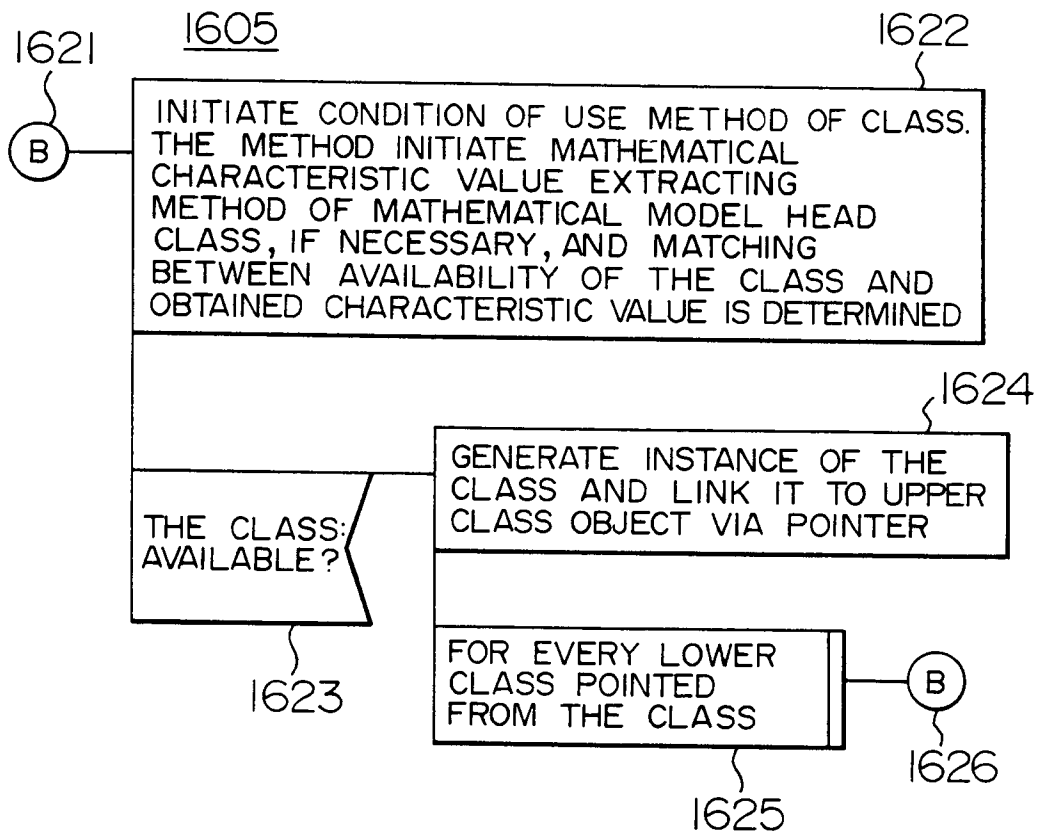 1605
1621
1622
B
INITIATE CONDITION OF USE METHOD OF CLASS.
THE METHOD INITIATE MATHEMATICAL
CHARACTERISTIC VALUE EXTRACTING
METHOD OF MATHEMATICAL MODEL HEAD
CLASS, IF NECESSARY, AND MATCHING
BETWEEN AVAILABILITY OF THE CLASS AND
OBTAINED CHARACTERISTIC VALUE IS DETERMINED
1624
GENERATE INSTANCE OF THE
CLASS AND LINK IT TO UPPER
CLASS OBJECT VIA POINTER
THE CLASS:
AVAILABLE?
1623
FOR EVERY LOWER
CLASS POINTED
FROM THE CLASS
B
1626
1625